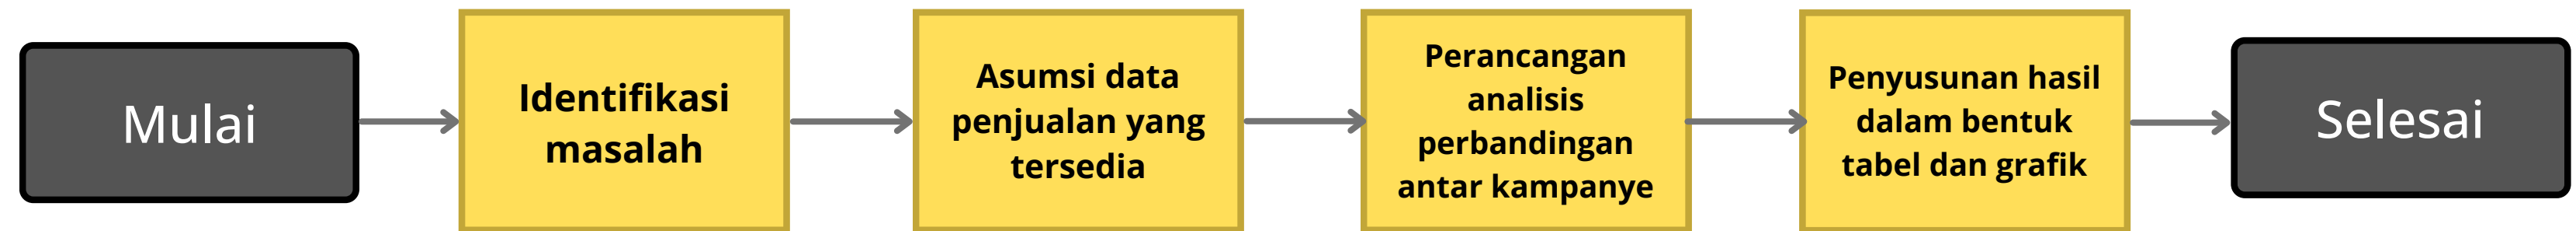 Mulai
Identifikasi
masalah
Asumsi data
penjualan yang
tersedia
Perancangan
analisis
perbandingan
antar kampanye
Penyusunan hasil
dalam bentuk
tabel dan grafik
Selesai